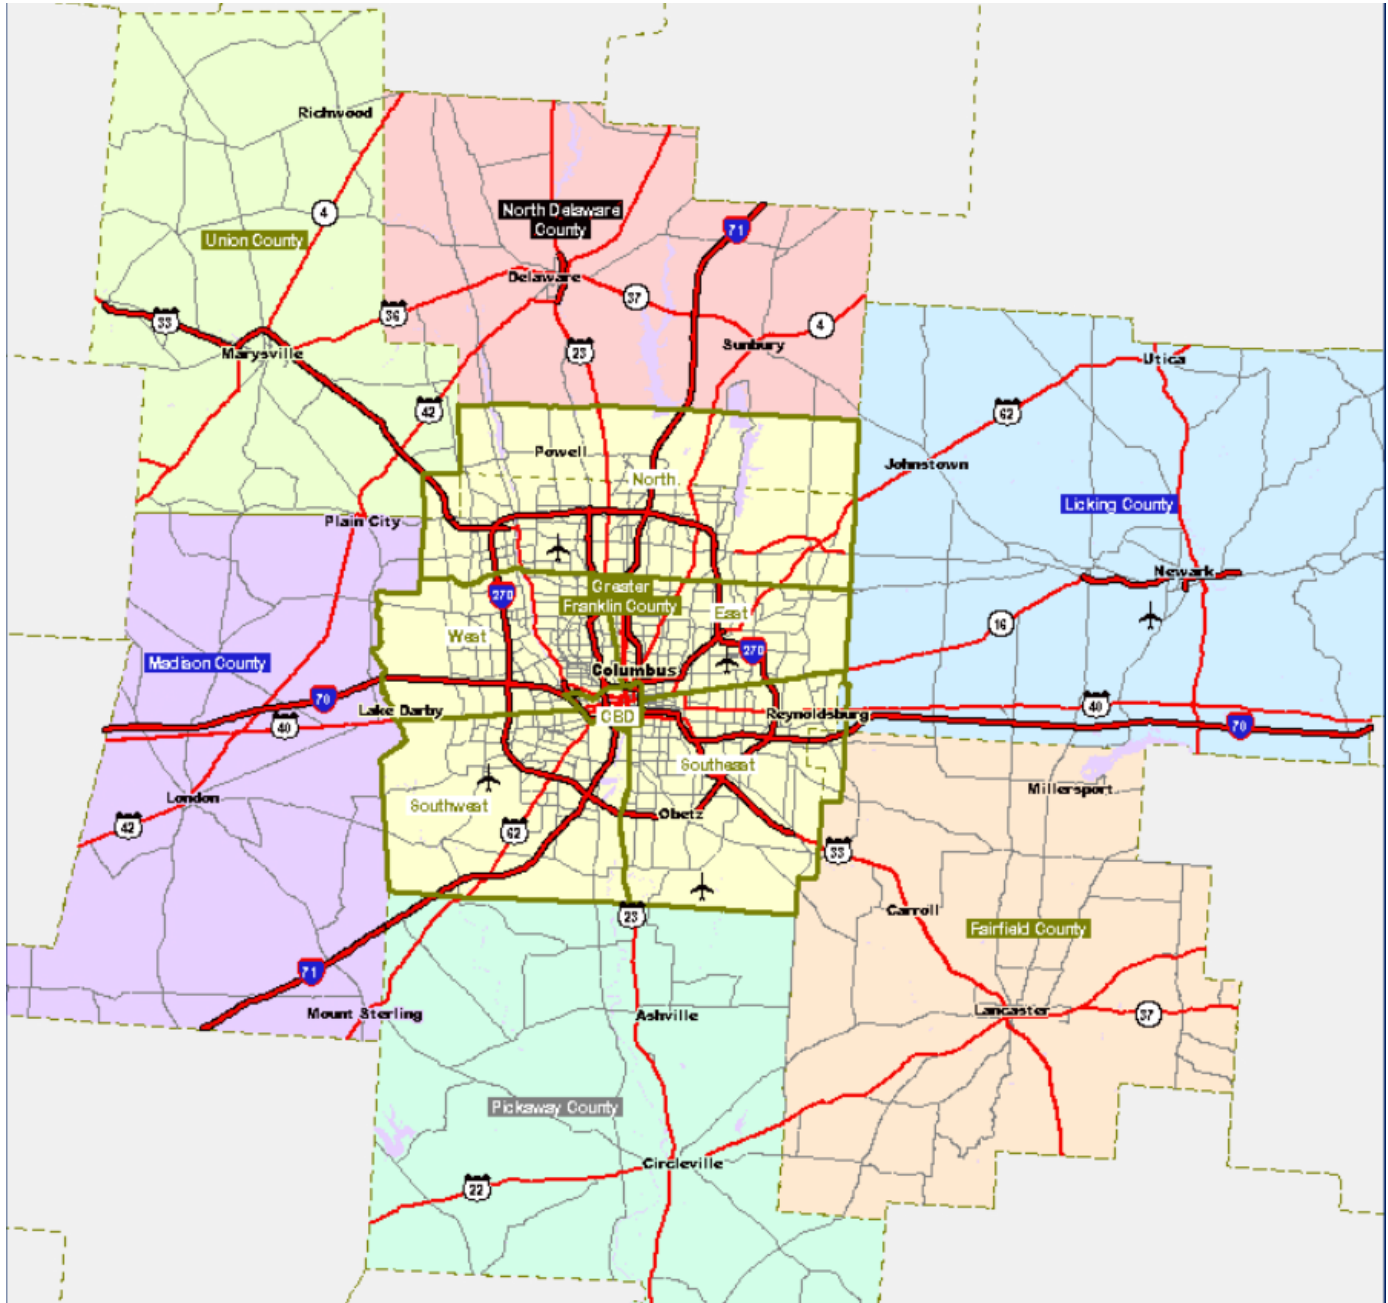 Richwood
4
North Delaware
County
71
Union County
Delaware
37
36
33
4
23
Sunbury
Marysville
Utica
42
62
Powell
Johnstown
North
Licking County
Plain City
Newark
270
Greater
Franklin County
East
16
West
270
Madison County
Columbus
70
40
Lake Darby
CBD
Reynoldsburg
40
70
Southeast
Millersport
London
Southwest
Obetz
42
62
33
Carroll
23
Fairfield County
71
Mount Sterling
Ashville
Lancaster
37
Pickaway County
Circleville
22